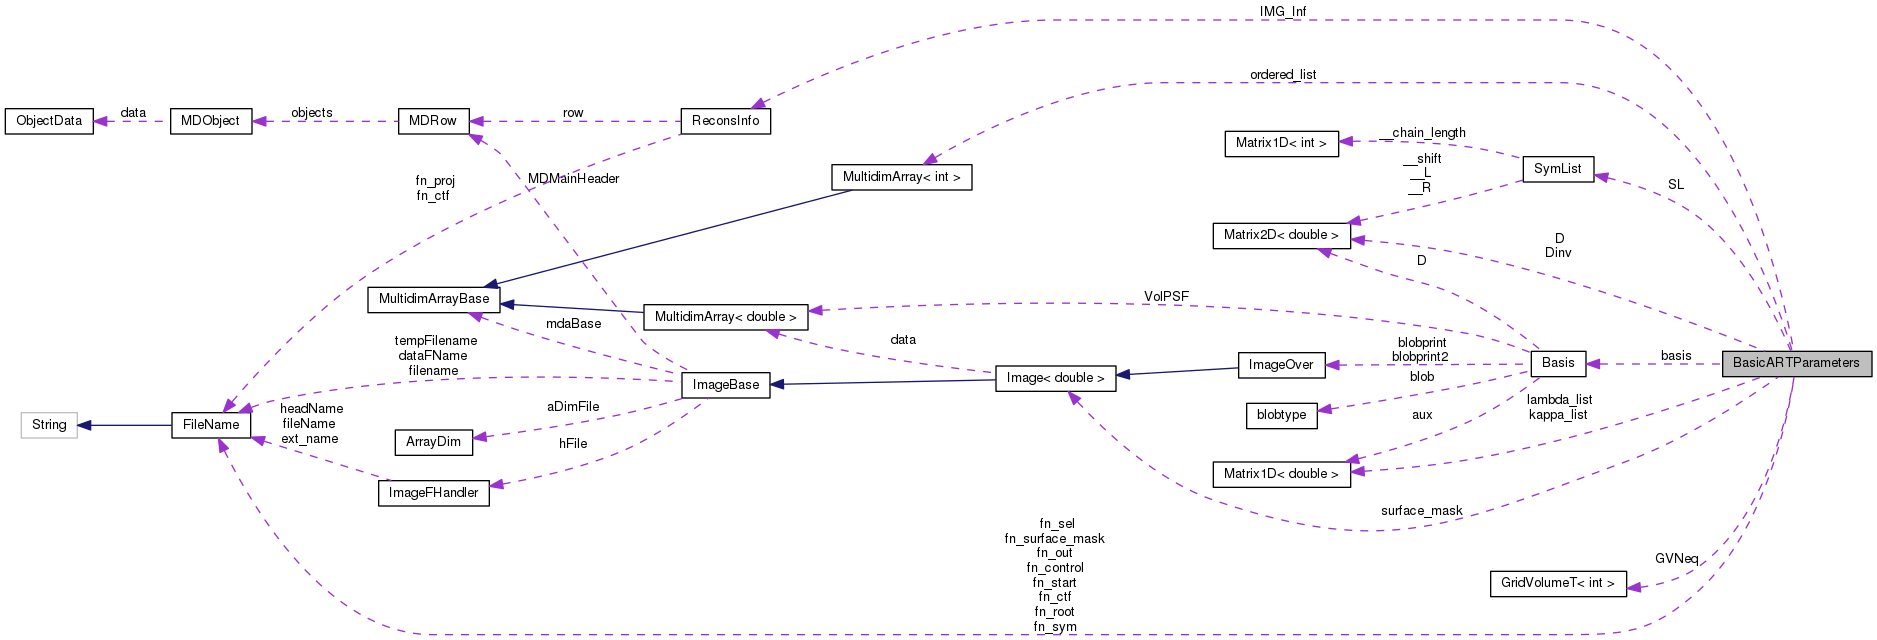 IMG_Inf
ordered_list
ObjectData
data
MDObject
objects
MDRow
row
ReconsInfo
Matrix1D< int >
__chain_length
__shift
__L
__R
SymList
SL
fn_proj
fn_ctf
MDMainHeader
MultidimArray< int >
Matrix2D< double >
D
Dinv
D
MultidimArrayBase
mdaBase
MultidimArray< double >
VolPSF
tempFilename
dataFName
filename
data
blobprint
blobprint2
blob
ImageOver
Basis
basis
BasicARTParameters
ImageBase
Image< double >
String
FileName
headName
fileName
ext_name
aDimFile
ArrayDim
hFile
ImageFHandler
blobtype
aux
lambda_list
kappa_list
Matrix1D< double >
surface_mask
fn_sel
fn_surface_mask
fn_out
fn_control
fn_start
fn_ctf
fn_root
fn_sym
GVNeq
GridVolumeT< int >